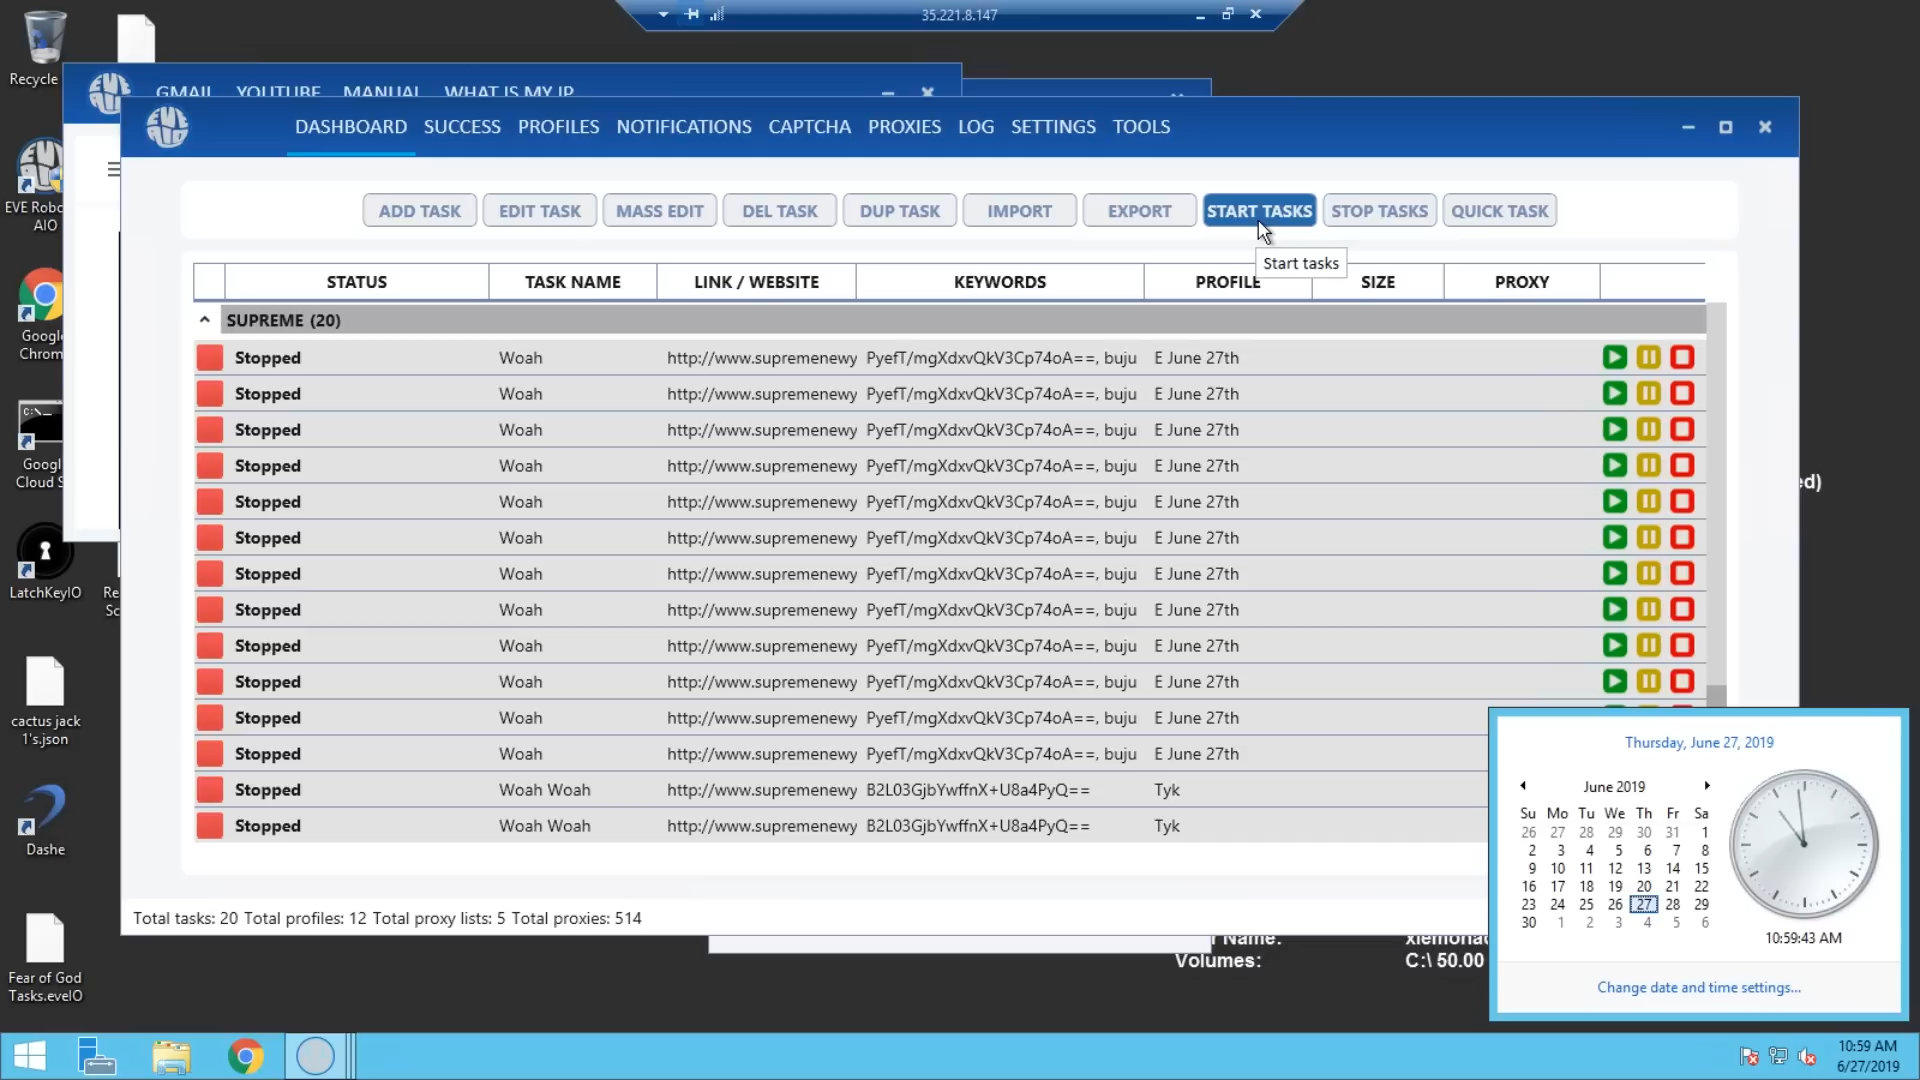 35.221.8.147
Recycle
GMAIL YOUTUBE MANUAL WHAT IS MY IP
DASHBOARD SUCCESS PROFILES NOTIFICATIONS CAPTCHA PROXIES LOG SETTINGS TOOLS
ADD TASK EDIT TASK MASS EDIT DEL TASK DUP TASK IMPORT EXPORT START TASKS STOP TASKS QUICK TASK
Start tasks
STATUS TASK NAME LINK / WEBSITE KEYWORDS PROFILE SIZE PROXY
SUPREME (20)
Stopped Woah http://www.supremenewy PyefT/mgXdxvQkV3Cp74oA==, buju E June 27th
Stopped Woah http://www.supremenewy PyefT/mgXdxvQkV3Cp74oA==, buju E June 27th
Stopped Woah http://www.supremenewy PyefT/mgXdxvQkV3Cp74oA==, buju E June 27th
Stopped Woah http://www.supremenewy PyefT/mgXdxvQkV3Cp74oA==, buju E June 27th
Stopped Woah http://www.supremenewy PyefT/mgXdxvQkV3Cp74oA==, buju E June 27th
Stopped Woah http://www.supremenewy PyefT/mgXdxvQkV3Cp74oA==, buju E June 27th
Stopped Woah http://www.supremenewy PyefT/mgXdxvQkV3Cp74oA==, buju E June 27th
Stopped Woah http://www.supremenewy PyefT/mgXdxvQkV3Cp74oA==, buju E June 27th
Stopped Woah http://www.supremenewy PyefT/mgXdxvQkV3Cp74oA==, buju E June 27th
Stopped Woah http://www.supremenewy PyefT/mgXdxvQkV3Cp74oA==, buju E June 27th
Stopped Woah http://www.supremenewy PyefT/mgXdxvQkV3Cp74oA==, buju E June 27th
Stopped Woah http://www.supremenewy PyefT/mgXdxvQkV3Cp74oA==, buju E June 27th
Stopped Woah Woah http://www.supremenewy B2L03GjbYwffnX+U8a4PyQ== Tyk
Stopped Woah Woah http://www.supremenewy B2L03GjbYwffnX+U8a4PyQ== Tyk
Total tasks: 20 Total profiles: 12 Total proxy lists: 5 Total proxies: 514
EVE Robo
AIO
Google
Chrom
Googl
Cloud S
LatchKeyIO
Re
Sc
cactus jack
1's.json
Dashe
Fear of God
Tasks.eveIO
ed)
Name:
Volumes: C:\ 50.00
Thursday, June 27, 2019
June 2019
Su Mo Tu We Th Fr Sa
26 27 28 29 30 31 1
2 3 4 5 6 7 8
9 10 11 12 13 14 15
16 17 18 19 20 21 22
23 24 25 26 27 28 29
30 1 2 3 4 5 6
10:59:43 AM
Change date and time settings...
10:59 AM
6/27/2019